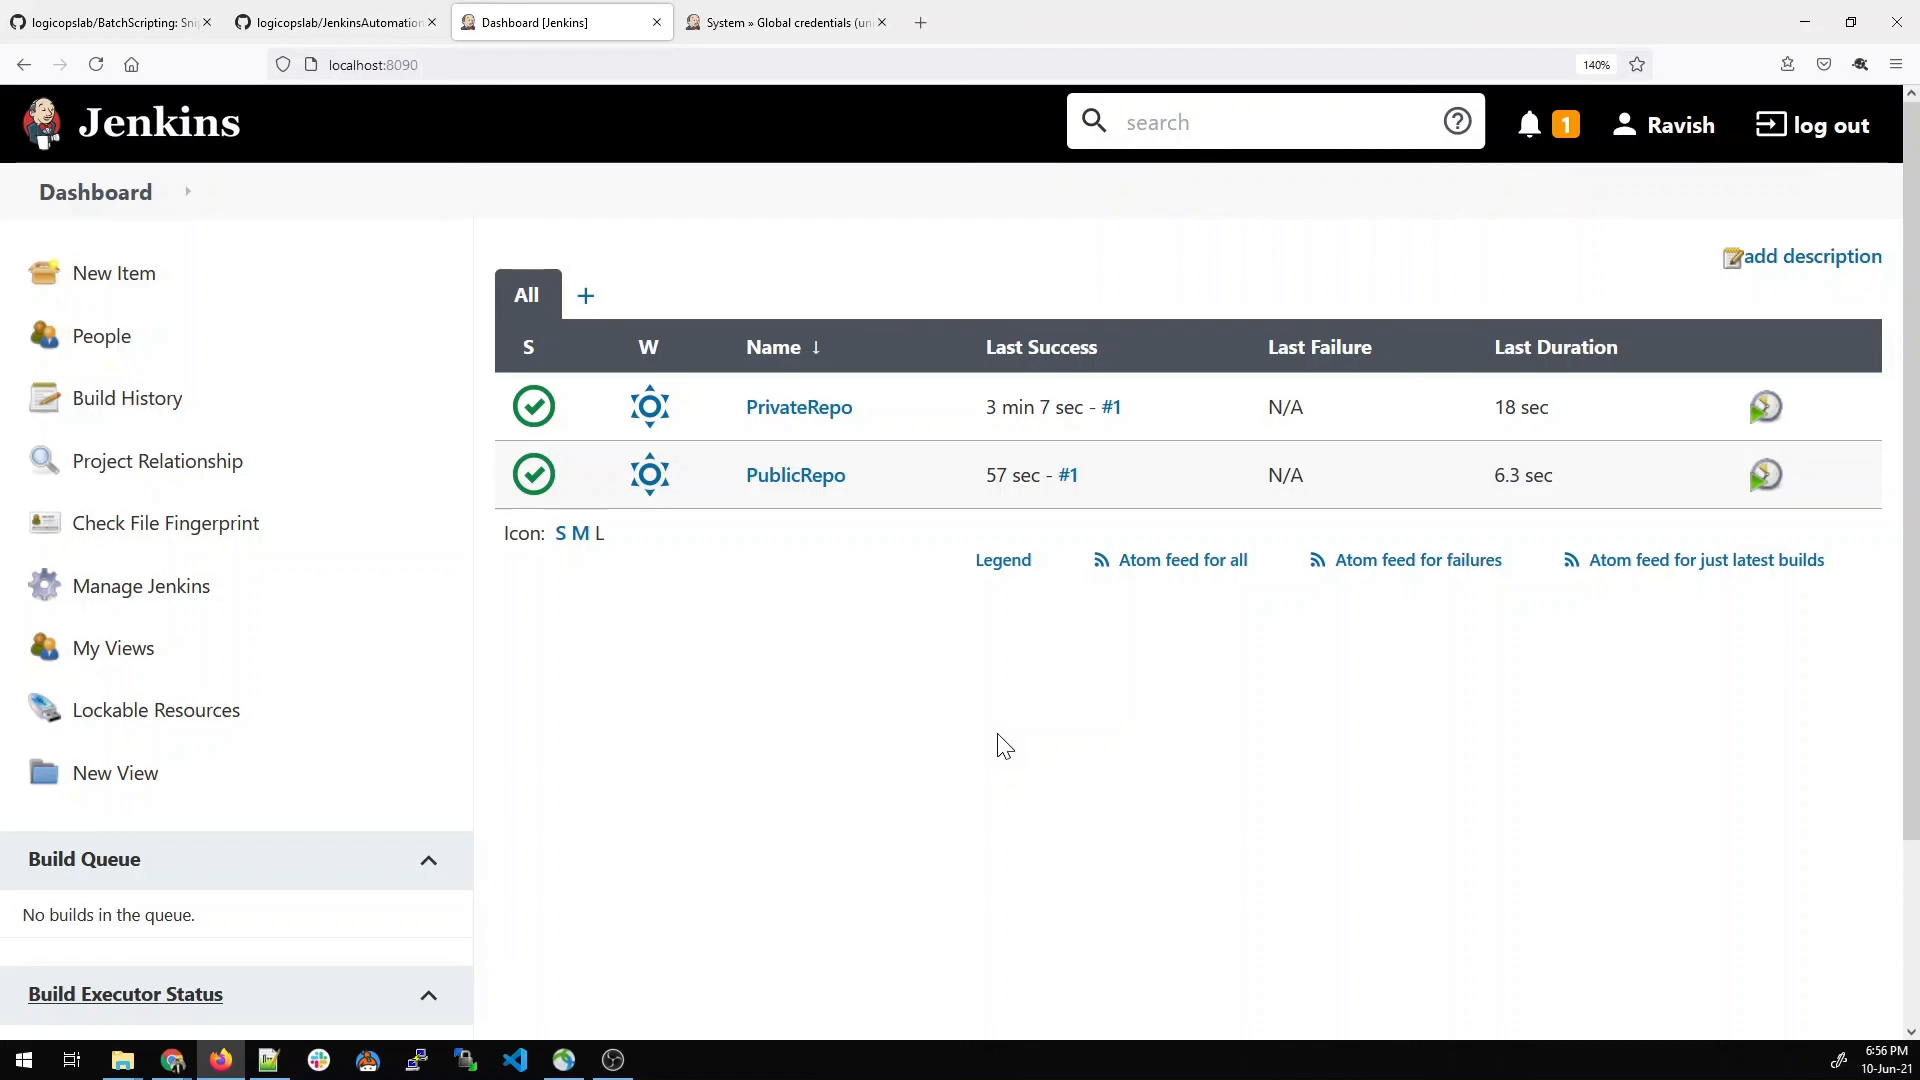 logicopslab/BatchScripting: Snip
logicopslab/JenkinsAutomation
Dashboard [Jenkins]
System » Global credentials (un
localhost:8090
140%
Jenkins
search
1
Ravish
log out
Dashboard
New Item
People
Build History
Project Relationship
Check File Fingerprint
Manage Jenkins
My Views
Lockable Resources
New View
Build Queue
No builds in the queue.
Build Executor Status
add description
All +
S W Name ↓ Last Success Last Failure Last Duration
PrivateRepo 3 min 7 sec - #1 N/A 18 sec
PublicRepo 57 sec - #1 N/A 6.3 sec
Icon: S M L
Legend Atom feed for all Atom feed for failures Atom feed for just latest builds
6:56 PM
10-Jun-21